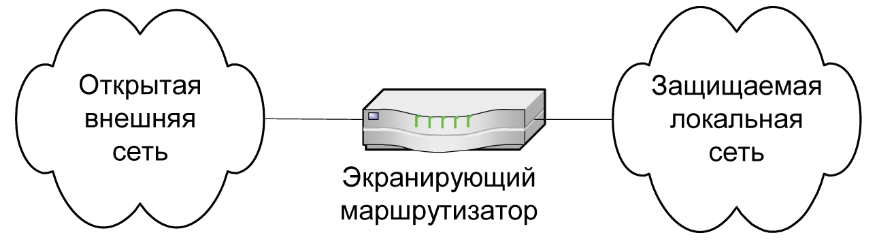 Открытая
внешняя
сеть
Экранирующий
маршрутизатор
Защищаемая
локальная
сеть